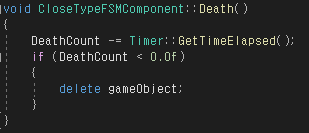 void CloseTypeFSMComponent::Death()
{
DeathCount -= Timer::GetTimeElapsed();
if (DeathCount < 0.0f)
{
delete gameObject;
}
}